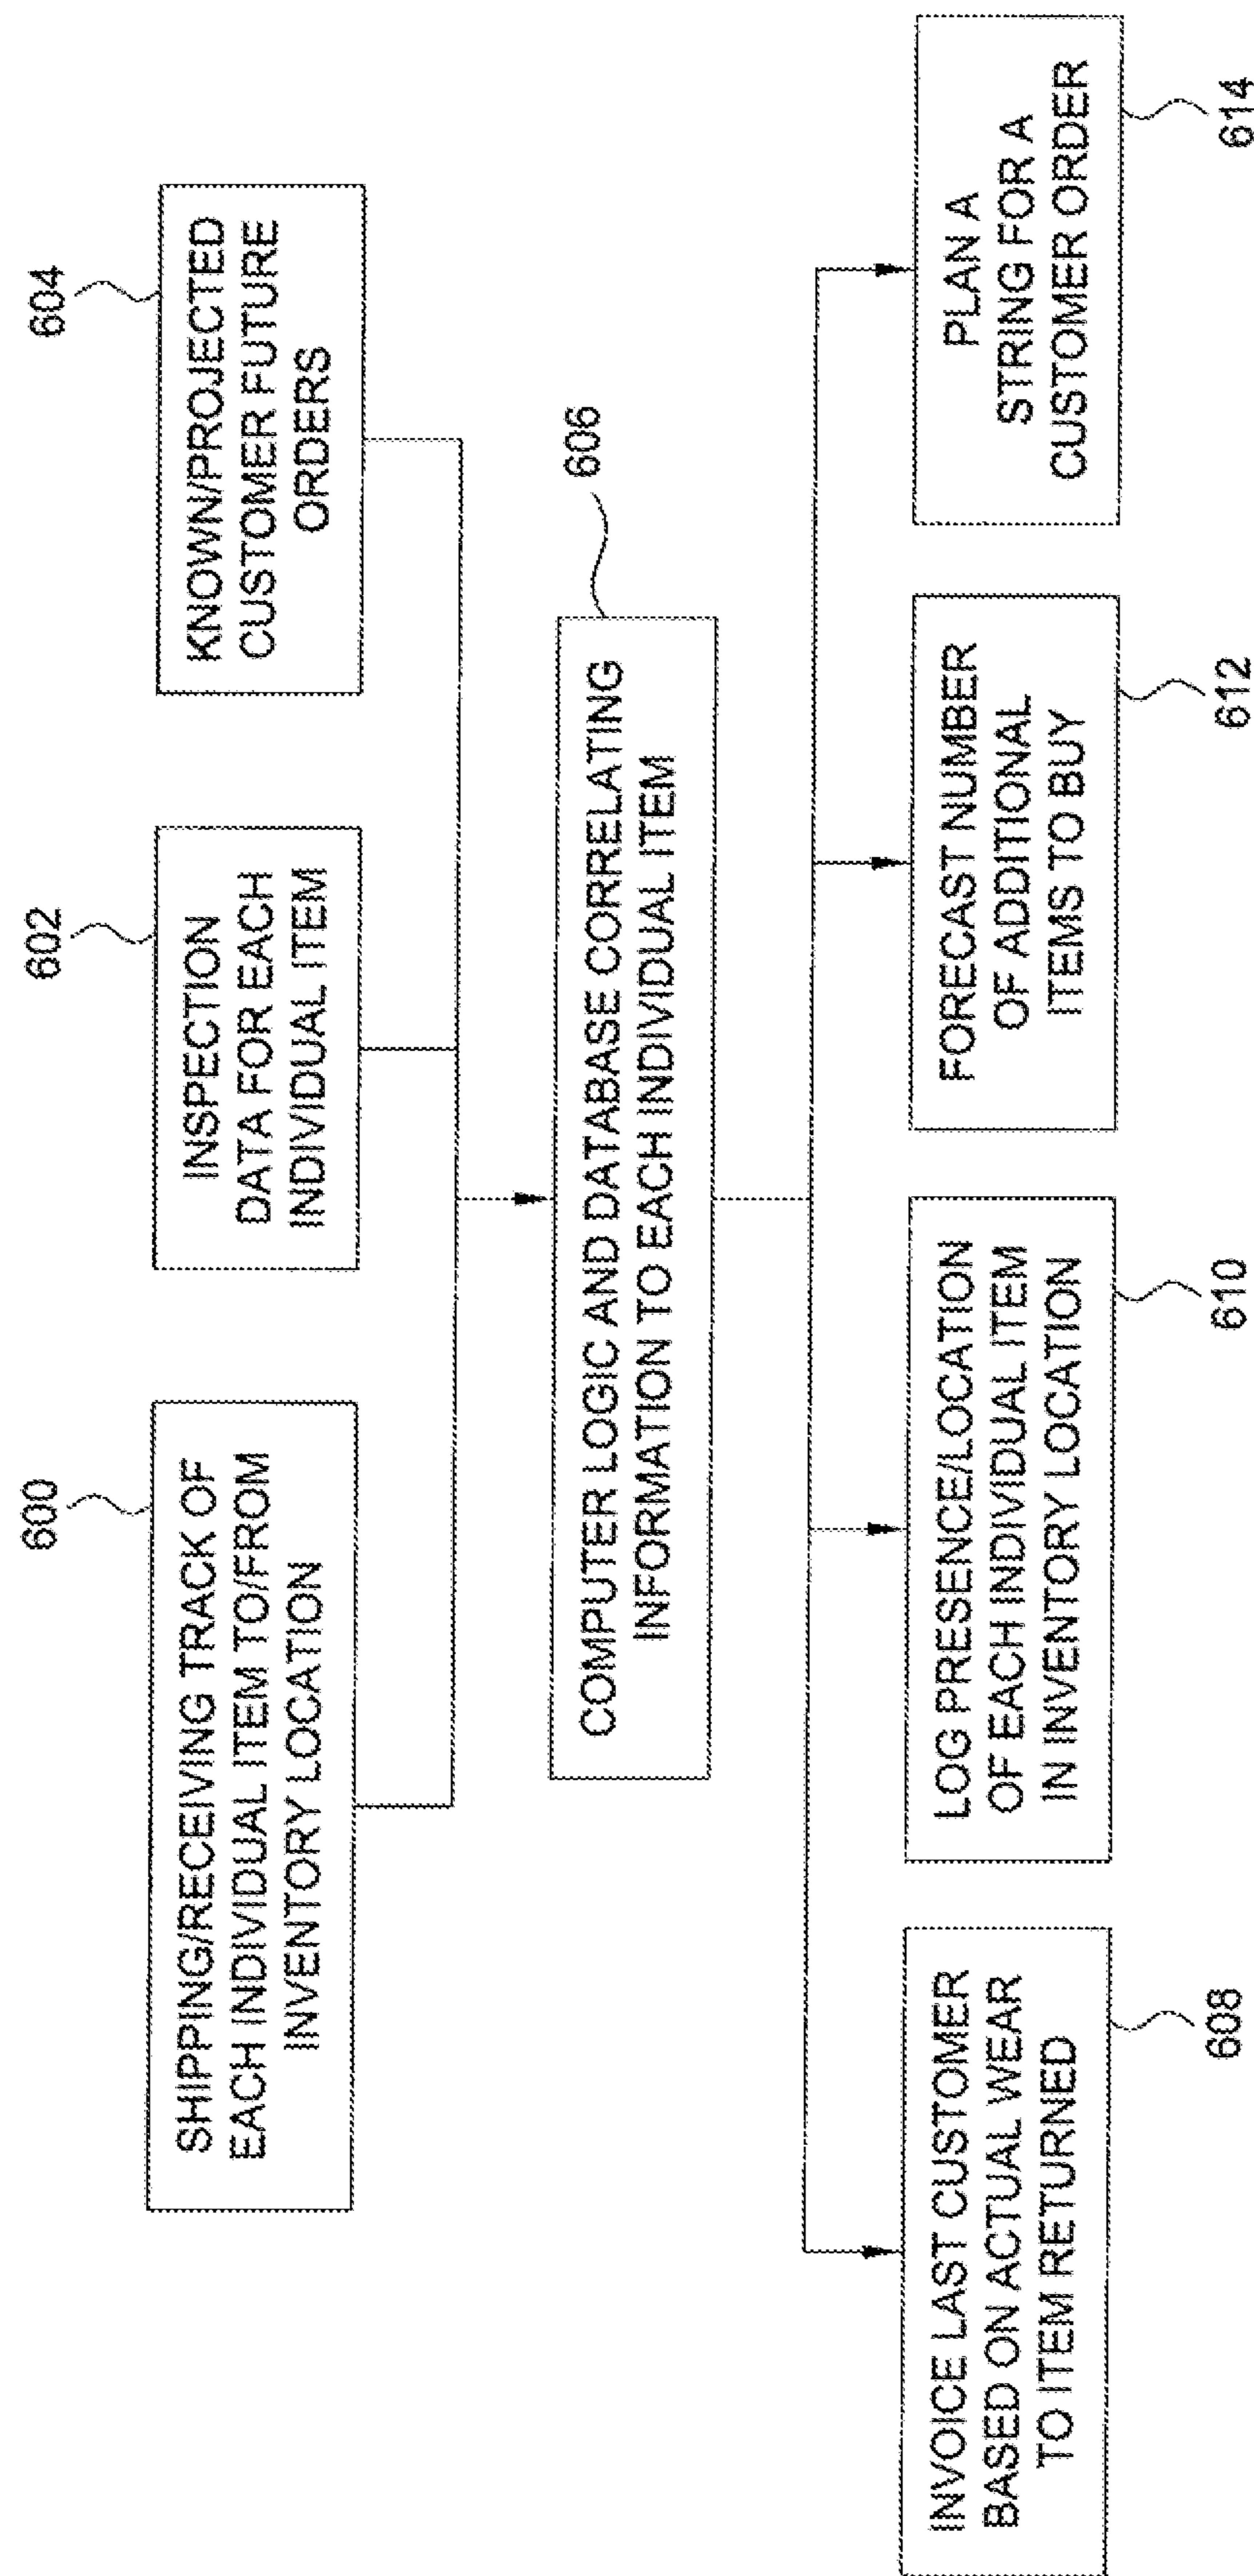 600
SHIPPING/RECEIVING TRACK OF
EACH INDIVIDUAL ITEM TO/FROM
INVENTORY LOCATION
602
INSPECTION
DATA FOR EACH
INDIVIDUAL ITEM
604
KNOWN/PROJECTED
CUSTOMER FUTURE
ORDERS
606
COMPUTER LOGIC AND DATABASE CORRELATING
INFORMATION TO EACH INDIVIDUAL ITEM
INVOICE LAST CUSTOMER
BASED ON ACTUAL WEAR
TO ITEM RETURNED
608
LOG PRESENCE/LOCATION
OF EACH INDIVIDUAL ITEM
IN INVENTORY LOCATION
610
FORECAST NUMBER
OF ADDITIONAL
ITEMS TO BUY
612
PLAN A
STRING FOR A
CUSTOMER ORDER
614